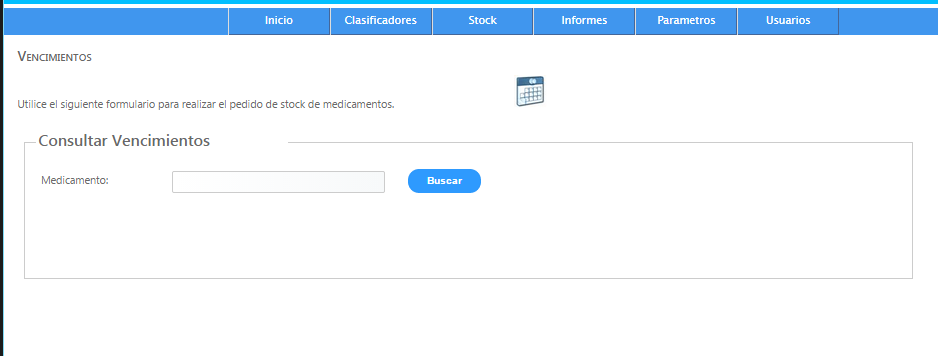 Inicio Clasificadores Stock Informes Parametros Usuarios
Vencimientos
Utilice el siguiente formulario para realizar el pedido de stock de medicamentos.
Consultar Vencimientos
Medicamento: Buscar